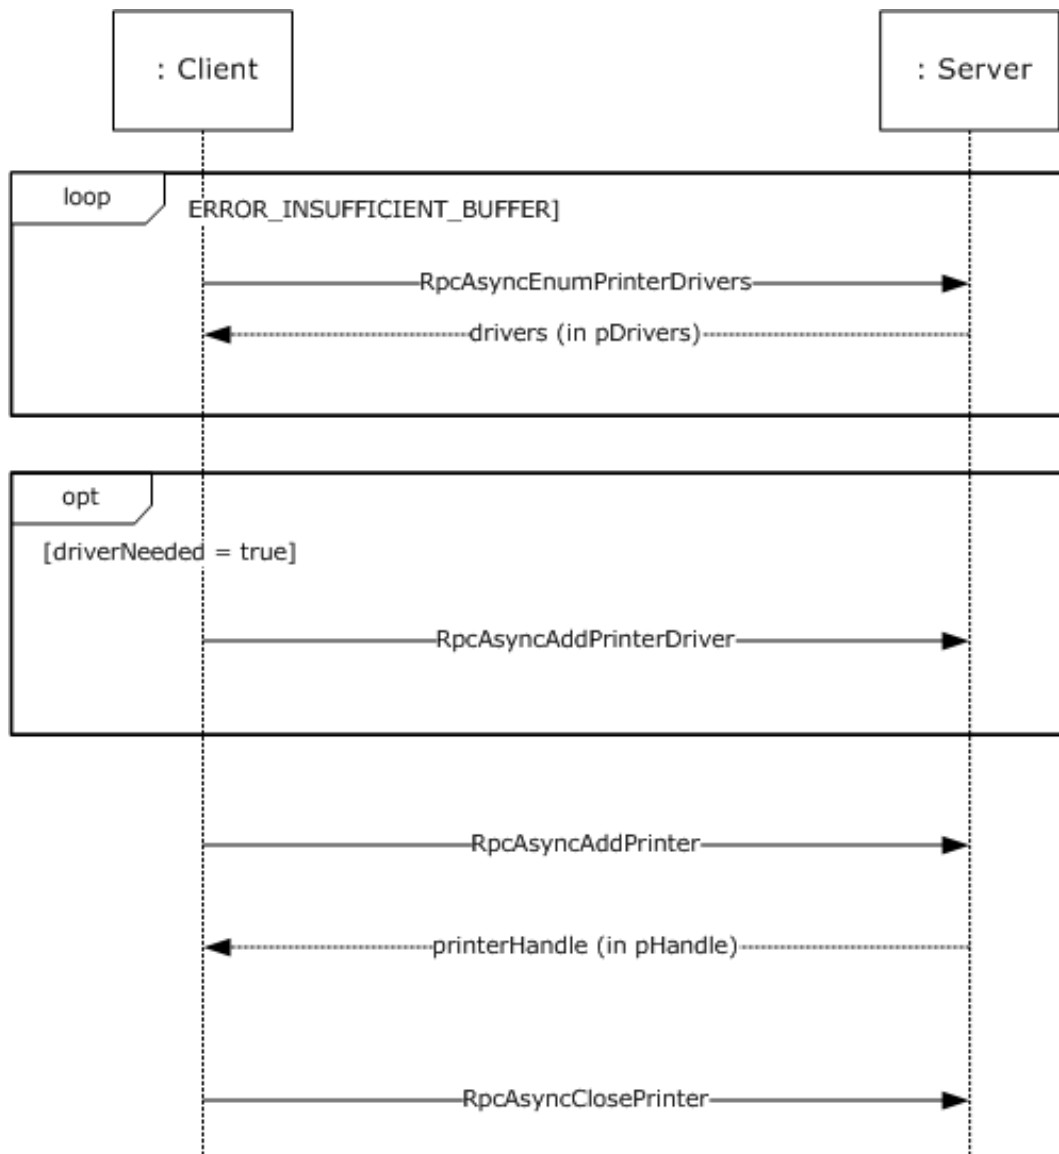 : Client
: Server
loop
ERROR_INSUFFICIENT_BUFFER]
RpcAsyncEnumPrinterDrivers
drivers (in pDrivers)
opt
[driverNeeded = true]
RpcAsyncAddPrinterDriver
RpcAsyncAddPrinter
printerHandle (in pHandle)
RpcAsyncClosePrinter